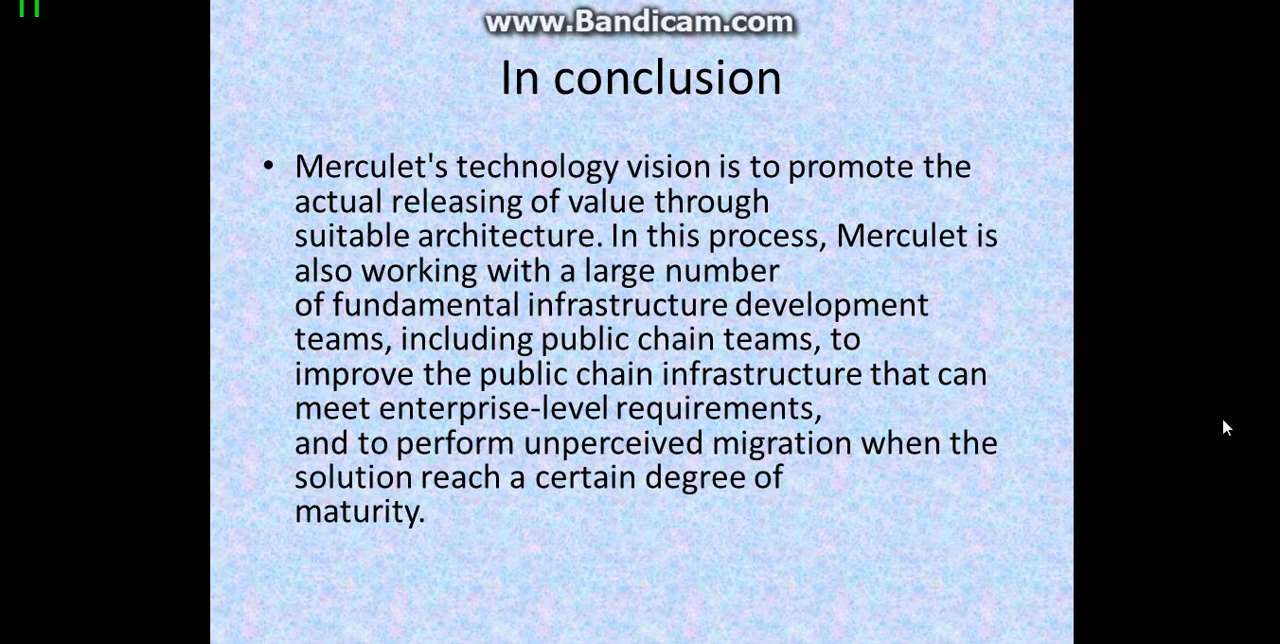 www.Bandicam.com
In conclusion
• Merculet's technology vision is to promote the
actual releasing of value through
suitable architecture. In this process, Merculet is
also working with a large number
of fundamental infrastructure development
teams, including public chain teams, to
improve the public chain infrastructure that can
meet enterprise-level requirements,
and to perform unperceived migration when the
solution reach a certain degree of
maturity.